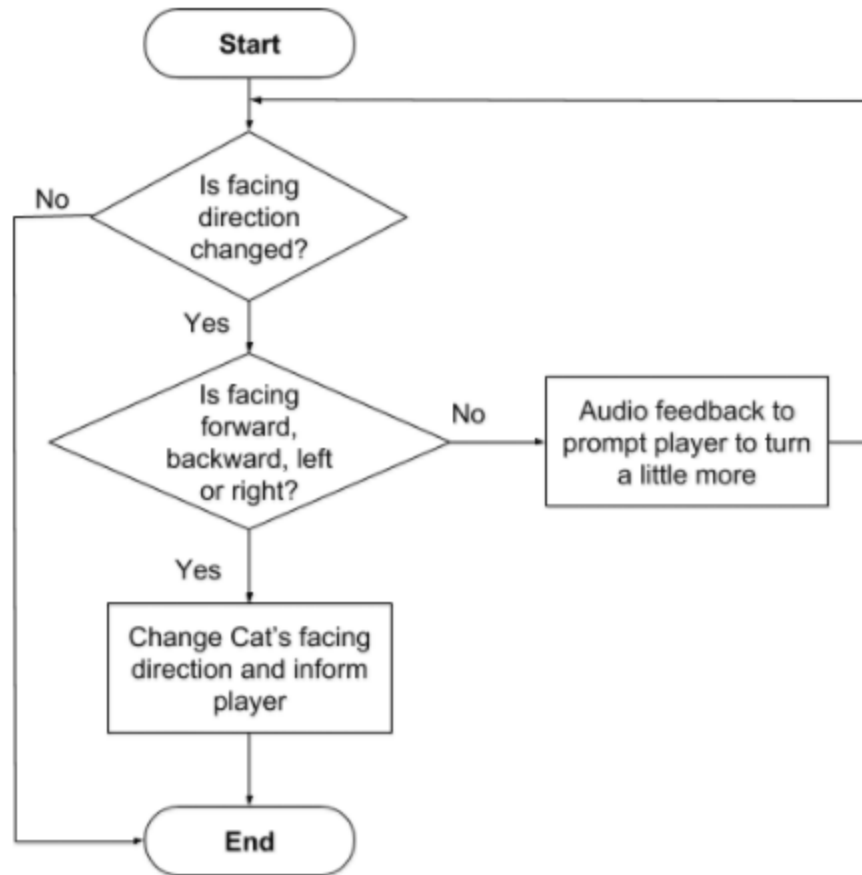 Start
No
Is facing
direction
changed?
Yes
Is facing
forward,
backward, left
or right?
No
Audio feedback to
prompt player to turn
a little more
Yes
Change Cat's facing
direction and inform
player
End